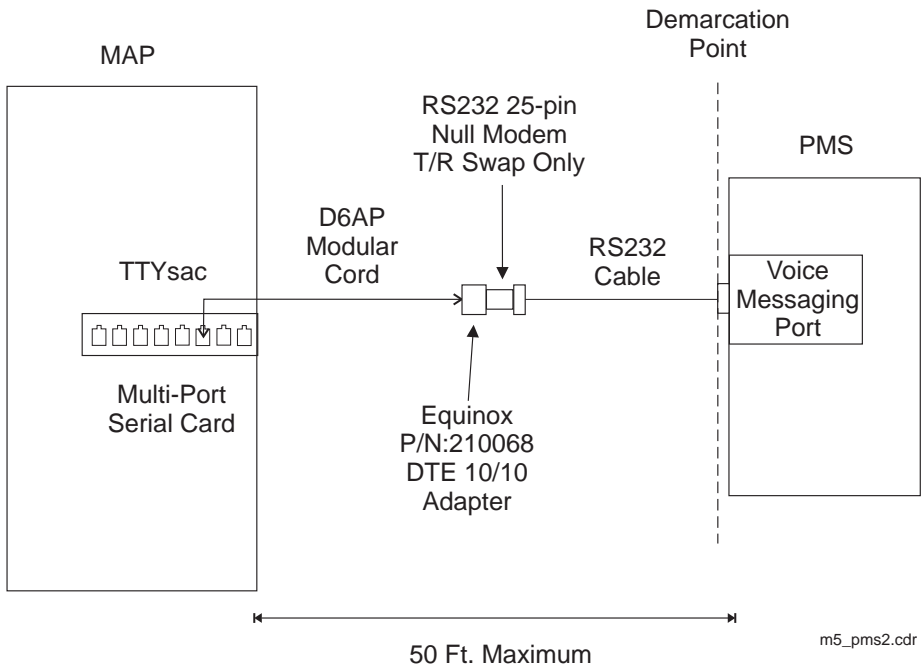 Demarcation
Point
MAP
RS232 25-pin
Null Modem
T/R Swap Only
PMS
D6AP
Modular
Cord
RS232
Cable
TTYsac
Voice
Messaging
Port
Multi-Port
Serial Card
Equinox
P/N:210068
DTE 10/10
Adapter
50 Ft. Maximum
m5_pms2.cdr